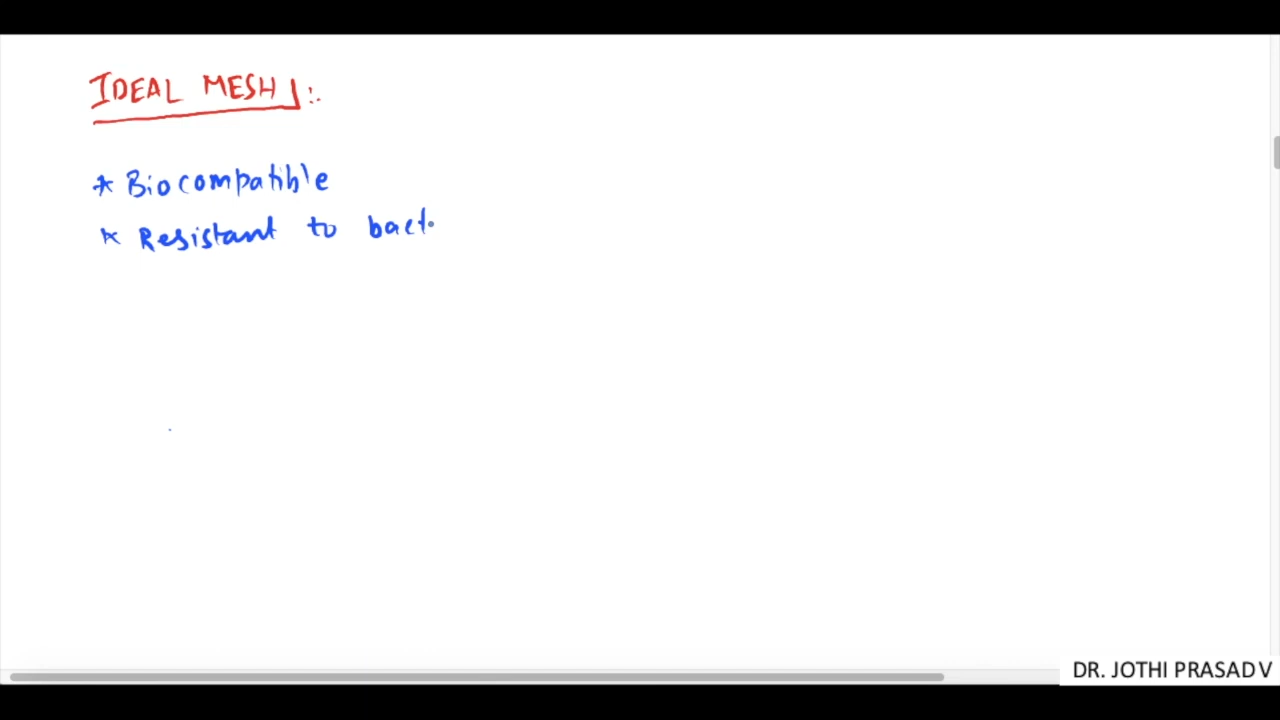 IDEAL MESH :.
* Biocompatible
* Resistant to bact
DR. JOTHI PRASAD V